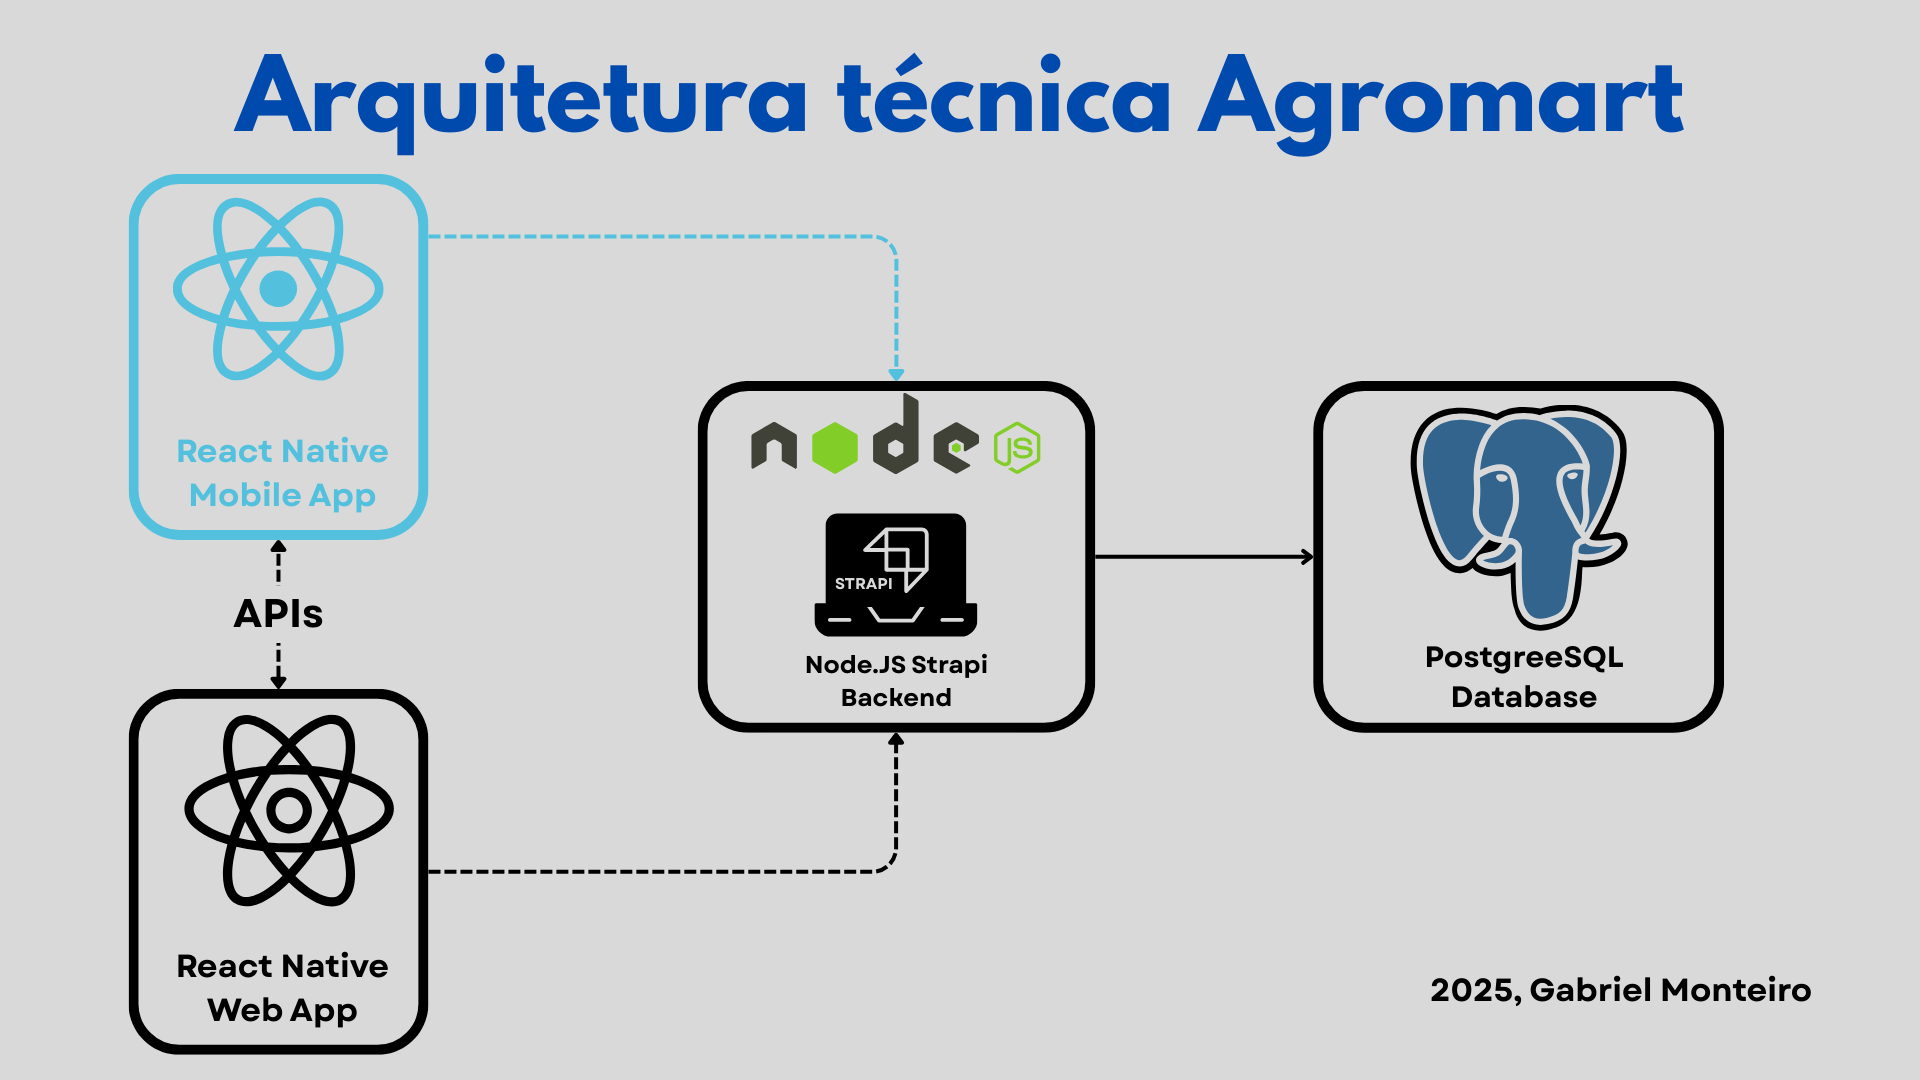 Arquitetura técnica Agromart
React Native
Mobile App
APIs
React Native
Web App
node JS
STRAPI
Node.JS Strapi
Backend
PostgreeSQL
Database
2025, Gabriel Monteiro